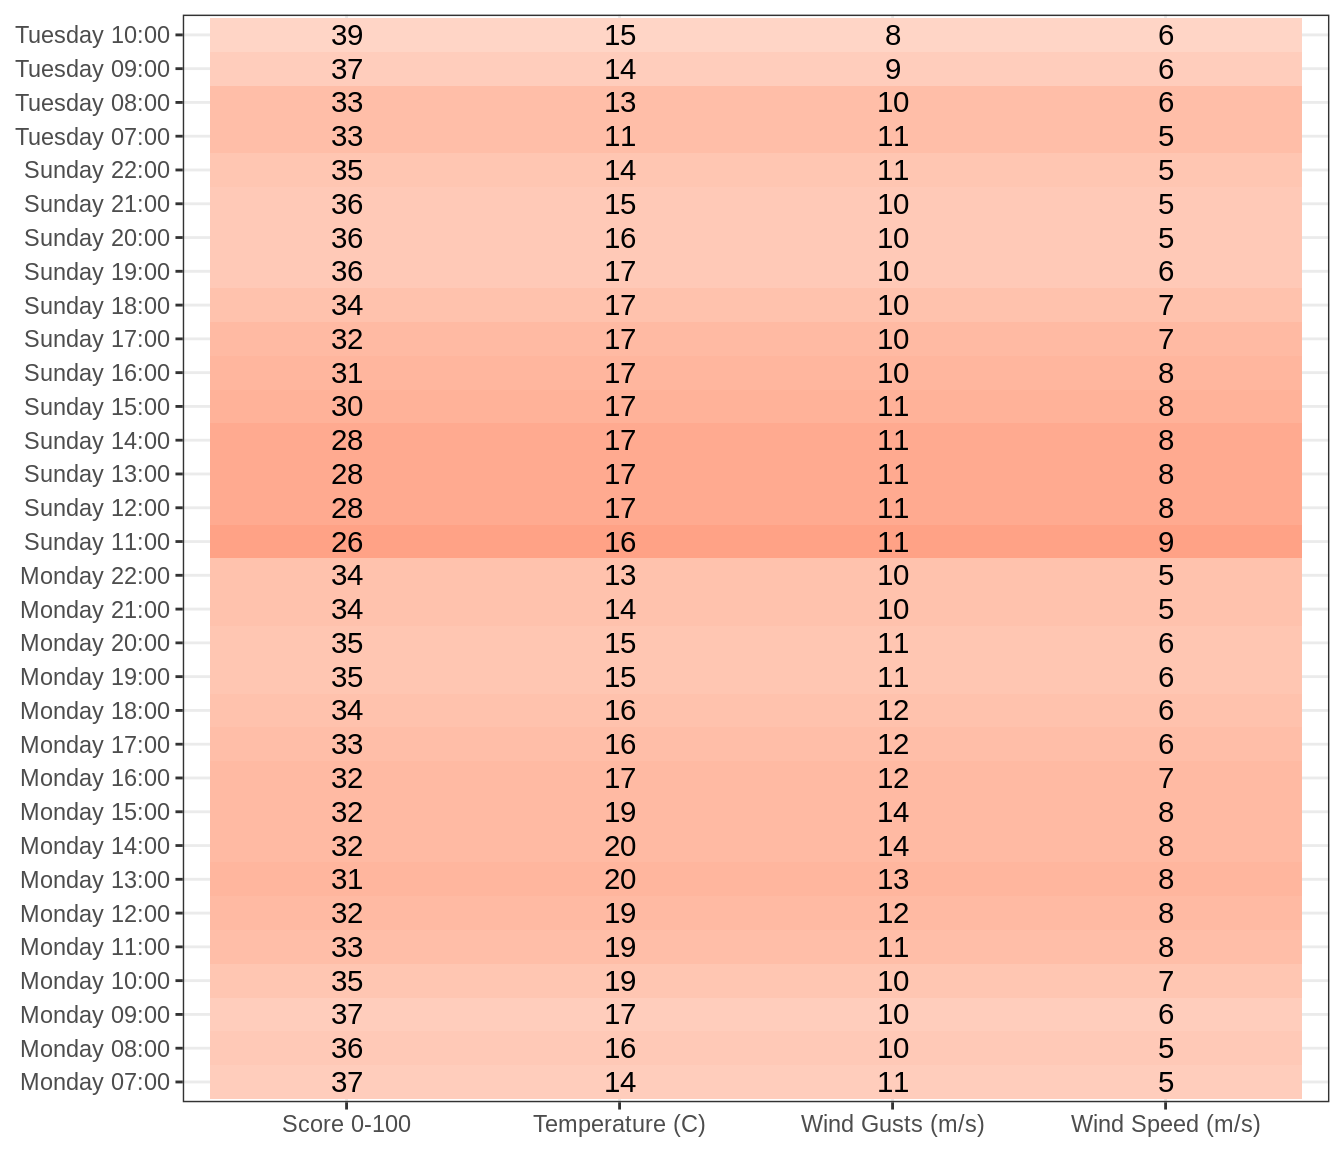 Tuesday 10:00 39 15 8 6
Tuesday 09:00 37 14 9 6
Tuesday 08:00 33 13 10 6
Tuesday 07:00 33 11 11 5
Sunday 22:00 35 14 11 5
Sunday 21:00 36 15 10 5
Sunday 20:00 36 16 10 5
Sunday 19:00 36 17 10 6
Sunday 18:00 34 17 10 7
Sunday 17:00 32 17 10 7
Sunday 16:00 31 17 10 8
Sunday 15:00 30 17 11 8
Sunday 14:00 28 17 11 8
Sunday 13:00 28 17 11 8
Sunday 12:00 28 17 11 8
Sunday 11:00 26 16 11 9
Monday 22:00 34 13 10 5
Monday 21:00 34 14 10 5
Monday 20:00 35 15 11 6
Monday 19:00 35 15 11 6
Monday 18:00 34 16 12 6
Monday 17:00 33 16 12 6
Monday 16:00 32 17 12 7
Monday 15:00 32 19 14 8
Monday 14:00 32 20 14 8
Monday 13:00 31 20 13 8
Monday 12:00 32 19 12 8
Monday 11:00 33 19 11 8
Monday 10:00 35 19 10 7
Monday 09:00 37 17 10 6
Monday 08:00 36 16 10 5
Monday 07:00 37 14 11 5
Score 0-100 Temperature (C) Wind Gusts (m/s) Wind Speed (m/s)